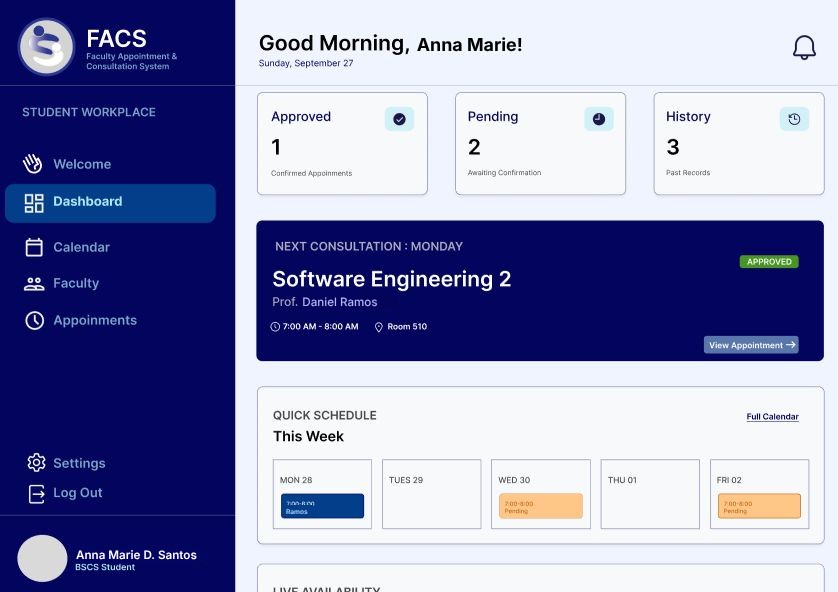 FACS
Faculty Appointment &
Consultation System
STUDENT WORKPLACE
Welcome
Dashboard
Calendar
Faculty
Appoinments
Settings
Log Out
Anna Marie D. Santos
BSCS Student
Good Morning, Anna Marie!
Sunday, September 27
Approved
1
Confirmed Appoinments
Pending
2
Awaiting Confirmation
History
3
Past Records
NEXT CONSULTATION : MONDAY
APPROVED
Software Engineering 2
Prof. Daniel Ramos
7:00 AM - 8:00 AM
Room 510
View Appointment
QUICK SCHEDULE
Full Calendar
This Week
MON 28
7:00-8:00
Ramos
TUES 29
WED 30
7:00-8:00
Pending
THU 01
FRI 02
7:00-8:00
Pending
LIVE AVAILABILITY